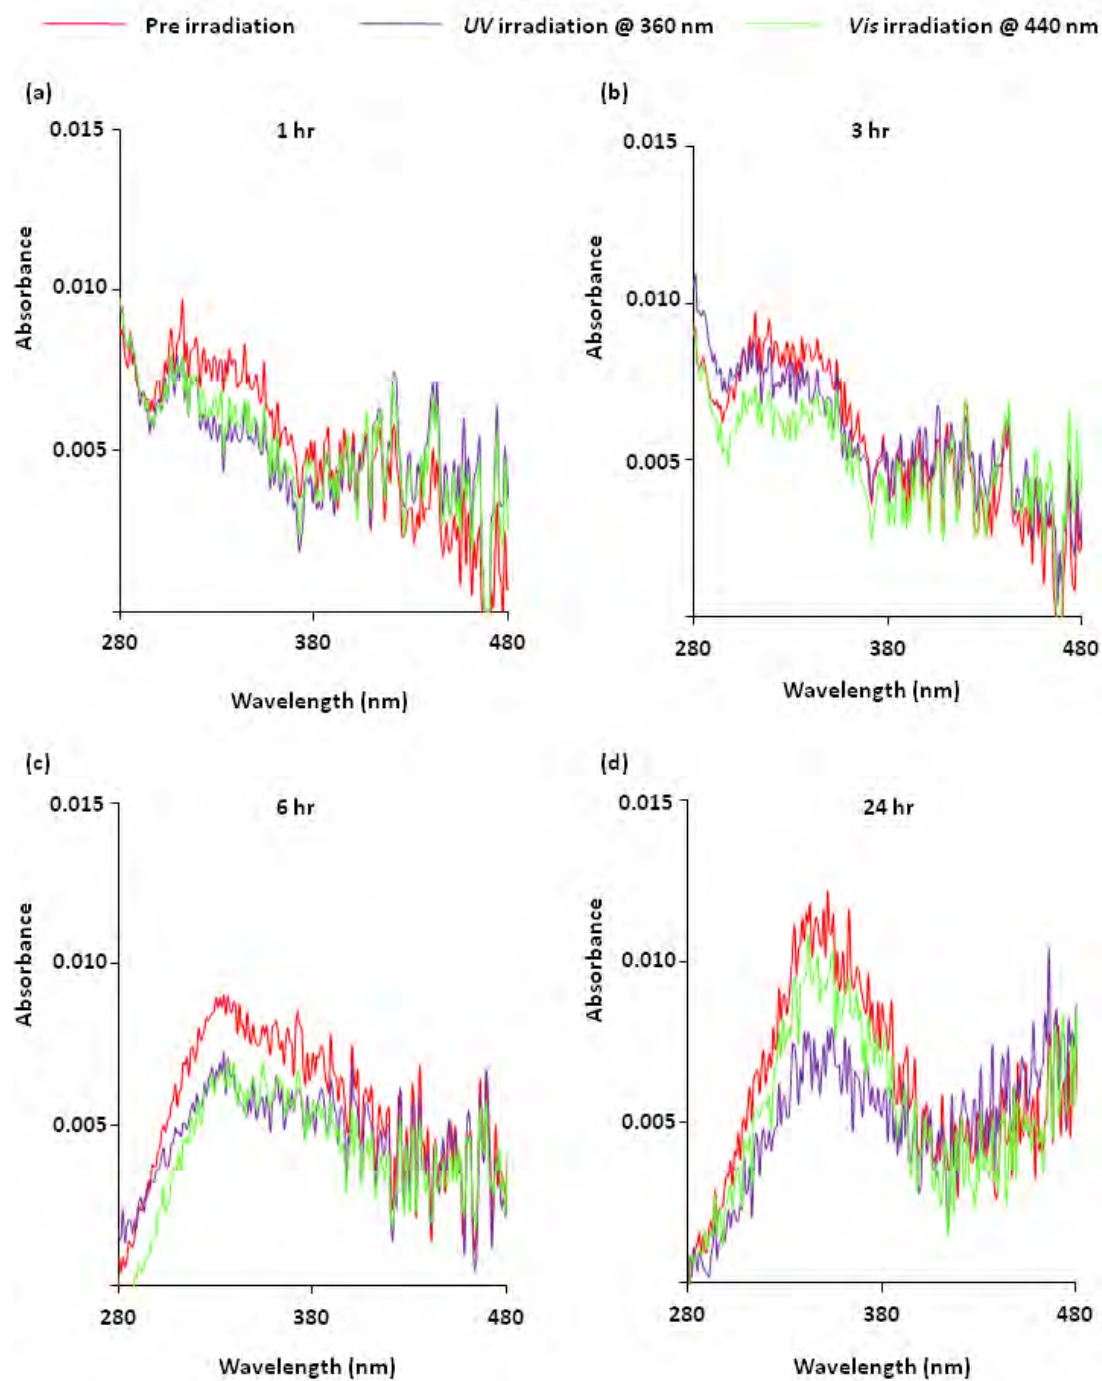 Pre irradiation UV irradiation @ 360 nm Vis irradiation @ 440 nm
(a) (b)
1 hr 3 hr
0.015 0.015
0.010 0.010
Absorbance Absorbance
0.005 0.005
280 380 480 280 380 480
Wavelength (nm) Wavelength (nm)
(c) (d)
6 hr 24 hr
0.015 0.015
0.010 0.010
Absorbance Absorbance
0.005 0.005
280 380 480 280 380 480
Wavelength (nm) Wavelength (nm)